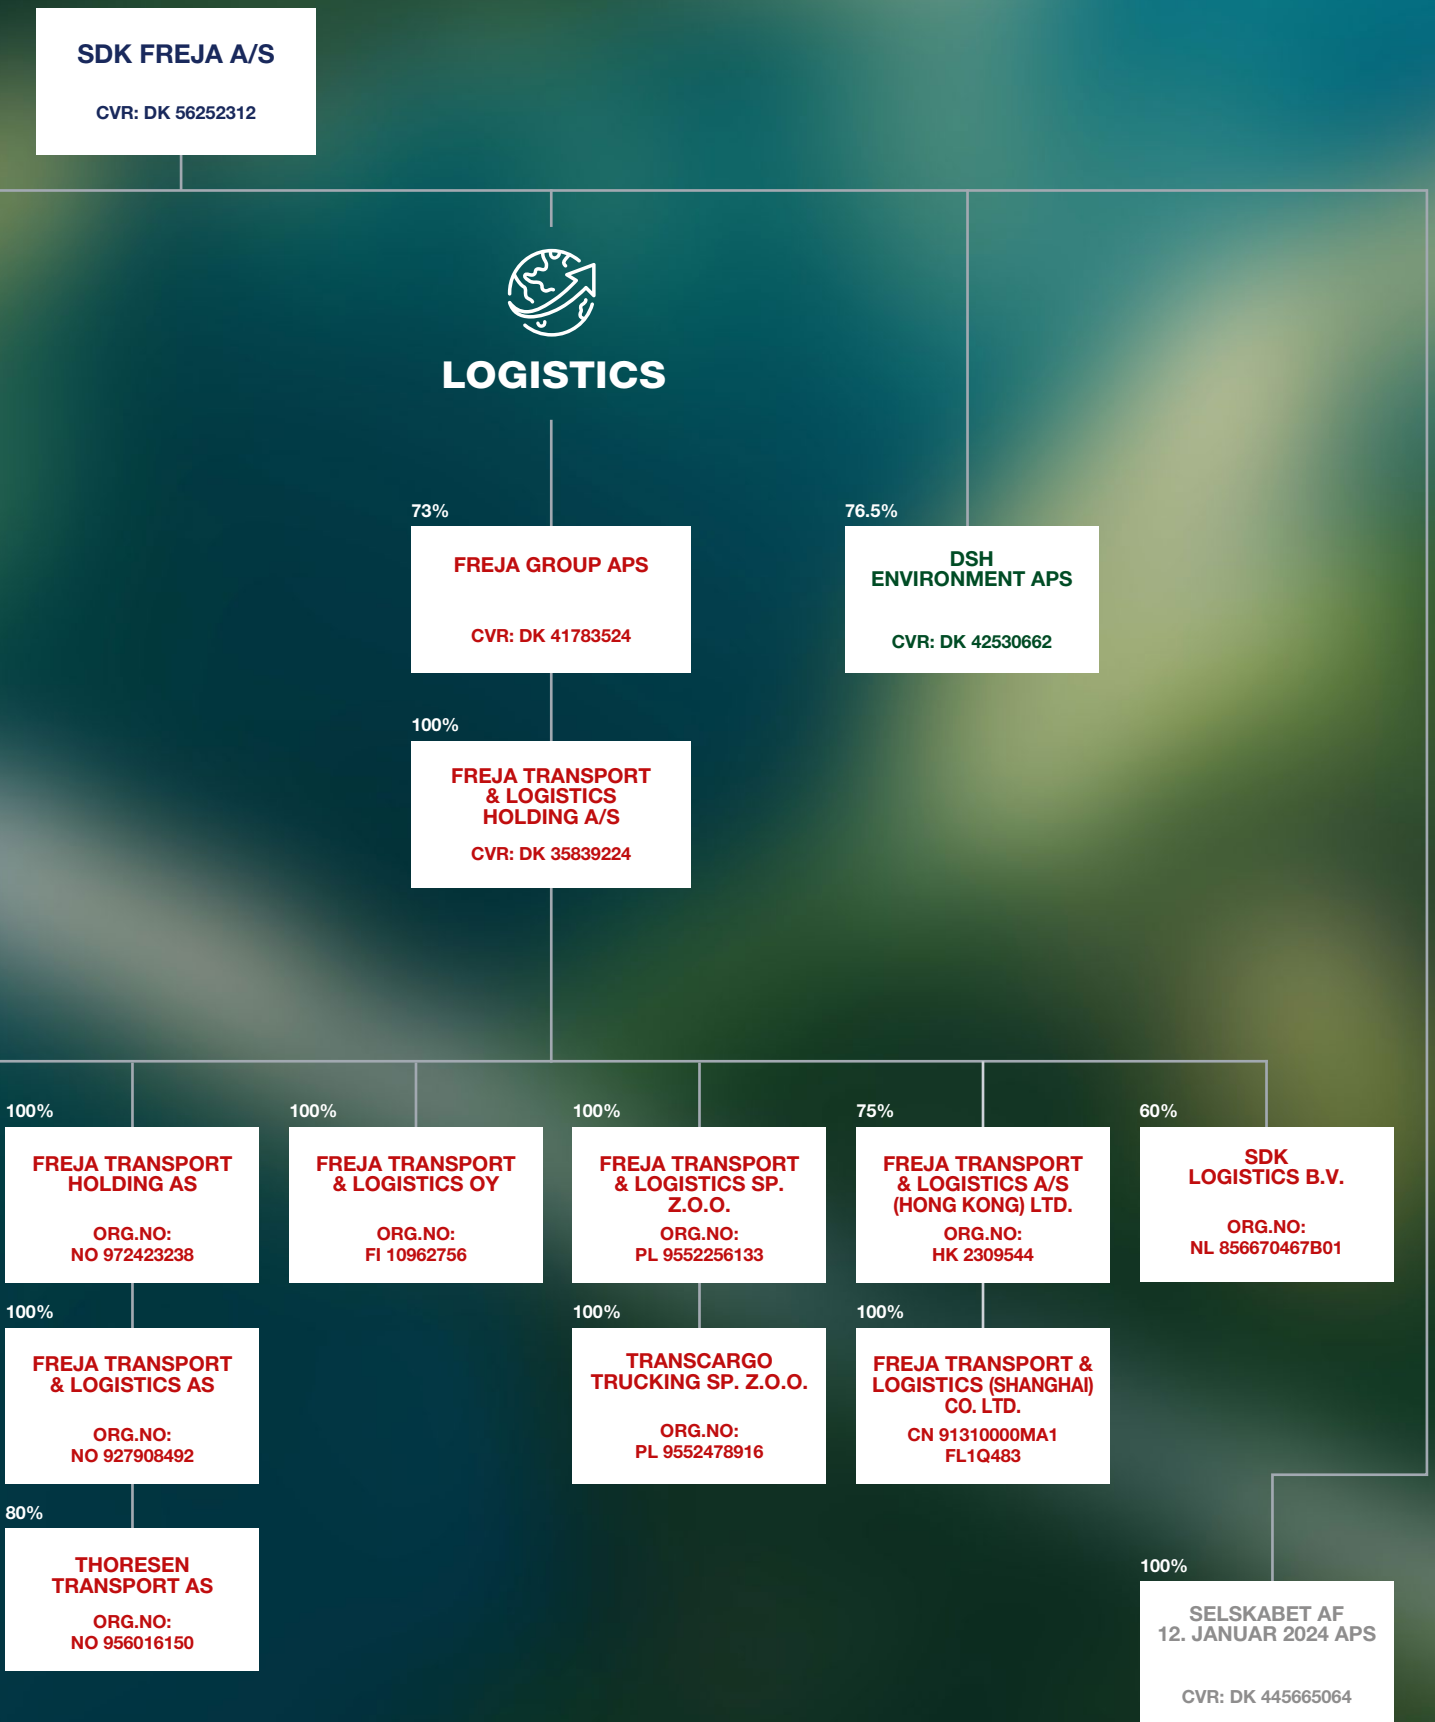 SDK FREJA A/S
CVR: DK 56252312
LOGISTICS
73%
FREJA GROUP APS
CVR: DK 41783524
76.5%
DSH
ENVIRONMENT APS
CVR: DK 42530662
100%
FREJA TRANSPORT
& LOGISTICS
HOLDING A/S
CVR: DK 35839224
100%
FREJA TRANSPORT
HOLDING AS
ORG.NO:
NO 972423238
100%
FREJA TRANSPORT
& LOGISTICS OY
ORG.NO:
FI 10962756
100%
FREJA TRANSPORT
& LOGISTICS SP.
Z.O.O.
ORG.NO:
PL 9552256133
75%
FREJA TRANSPORT
& LOGISTICS A/S
(HONG KONG) LTD.
ORG.NO:
HK 2309544
60%
SDK
LOGISTICS B.V.
ORG.NO:
NL 856670467B01
100%
FREJA TRANSPORT
& LOGISTICS AS
ORG.NO:
NO 927908492
100%
TRANSCARGO
TRUCKING SP. Z.O.O.
ORG.NO:
PL 9552478916
100%
FREJA TRANSPORT &
LOGISTICS (SHANGHAI)
CO. LTD.
CN 91310000MA1
FL1Q483
80%
THORESEN
TRANSPORT AS
ORG.NO:
NO 956016150
100%
SELSKABET AF
12. JANUAR 2024 APS
CVR: DK 445665064